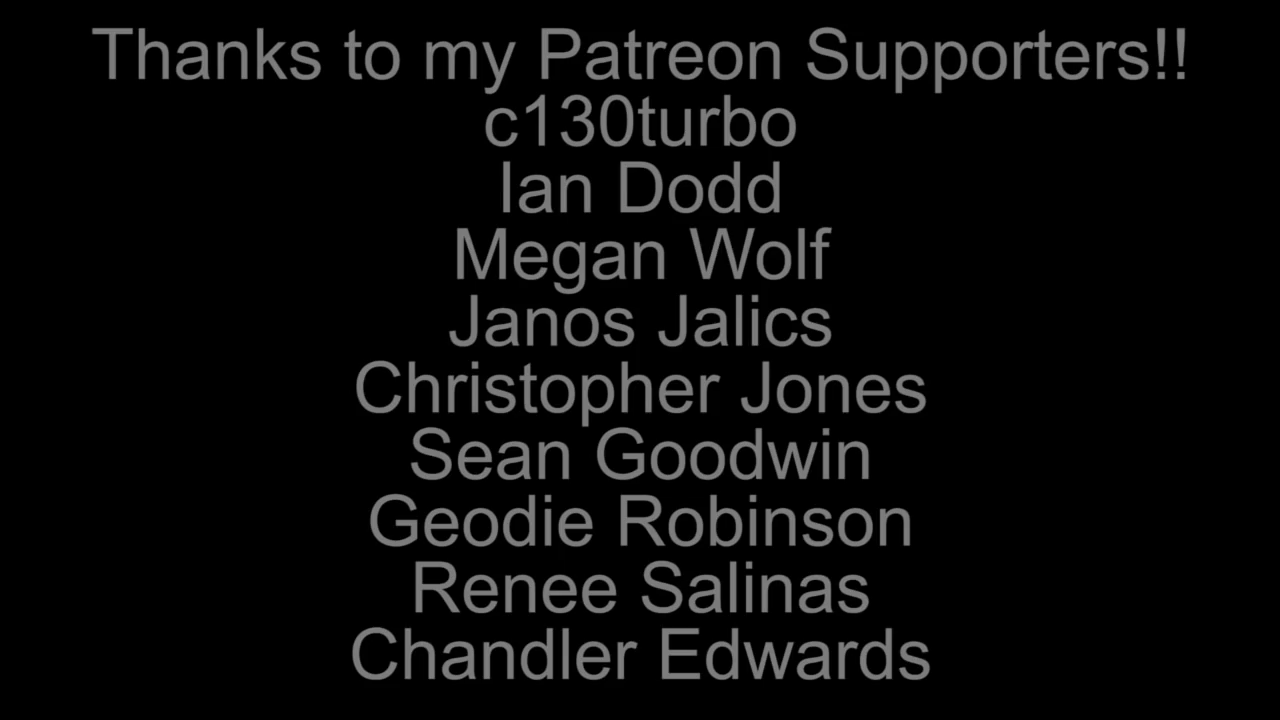 Thanks to my Patreon Supporters!!
c130turbo
Ian Dodd
Megan Wolf
Janos Jalics
Christopher Jones
Sean Goodwin
Geodie Robinson
Renee Salinas
Chandler Edwards